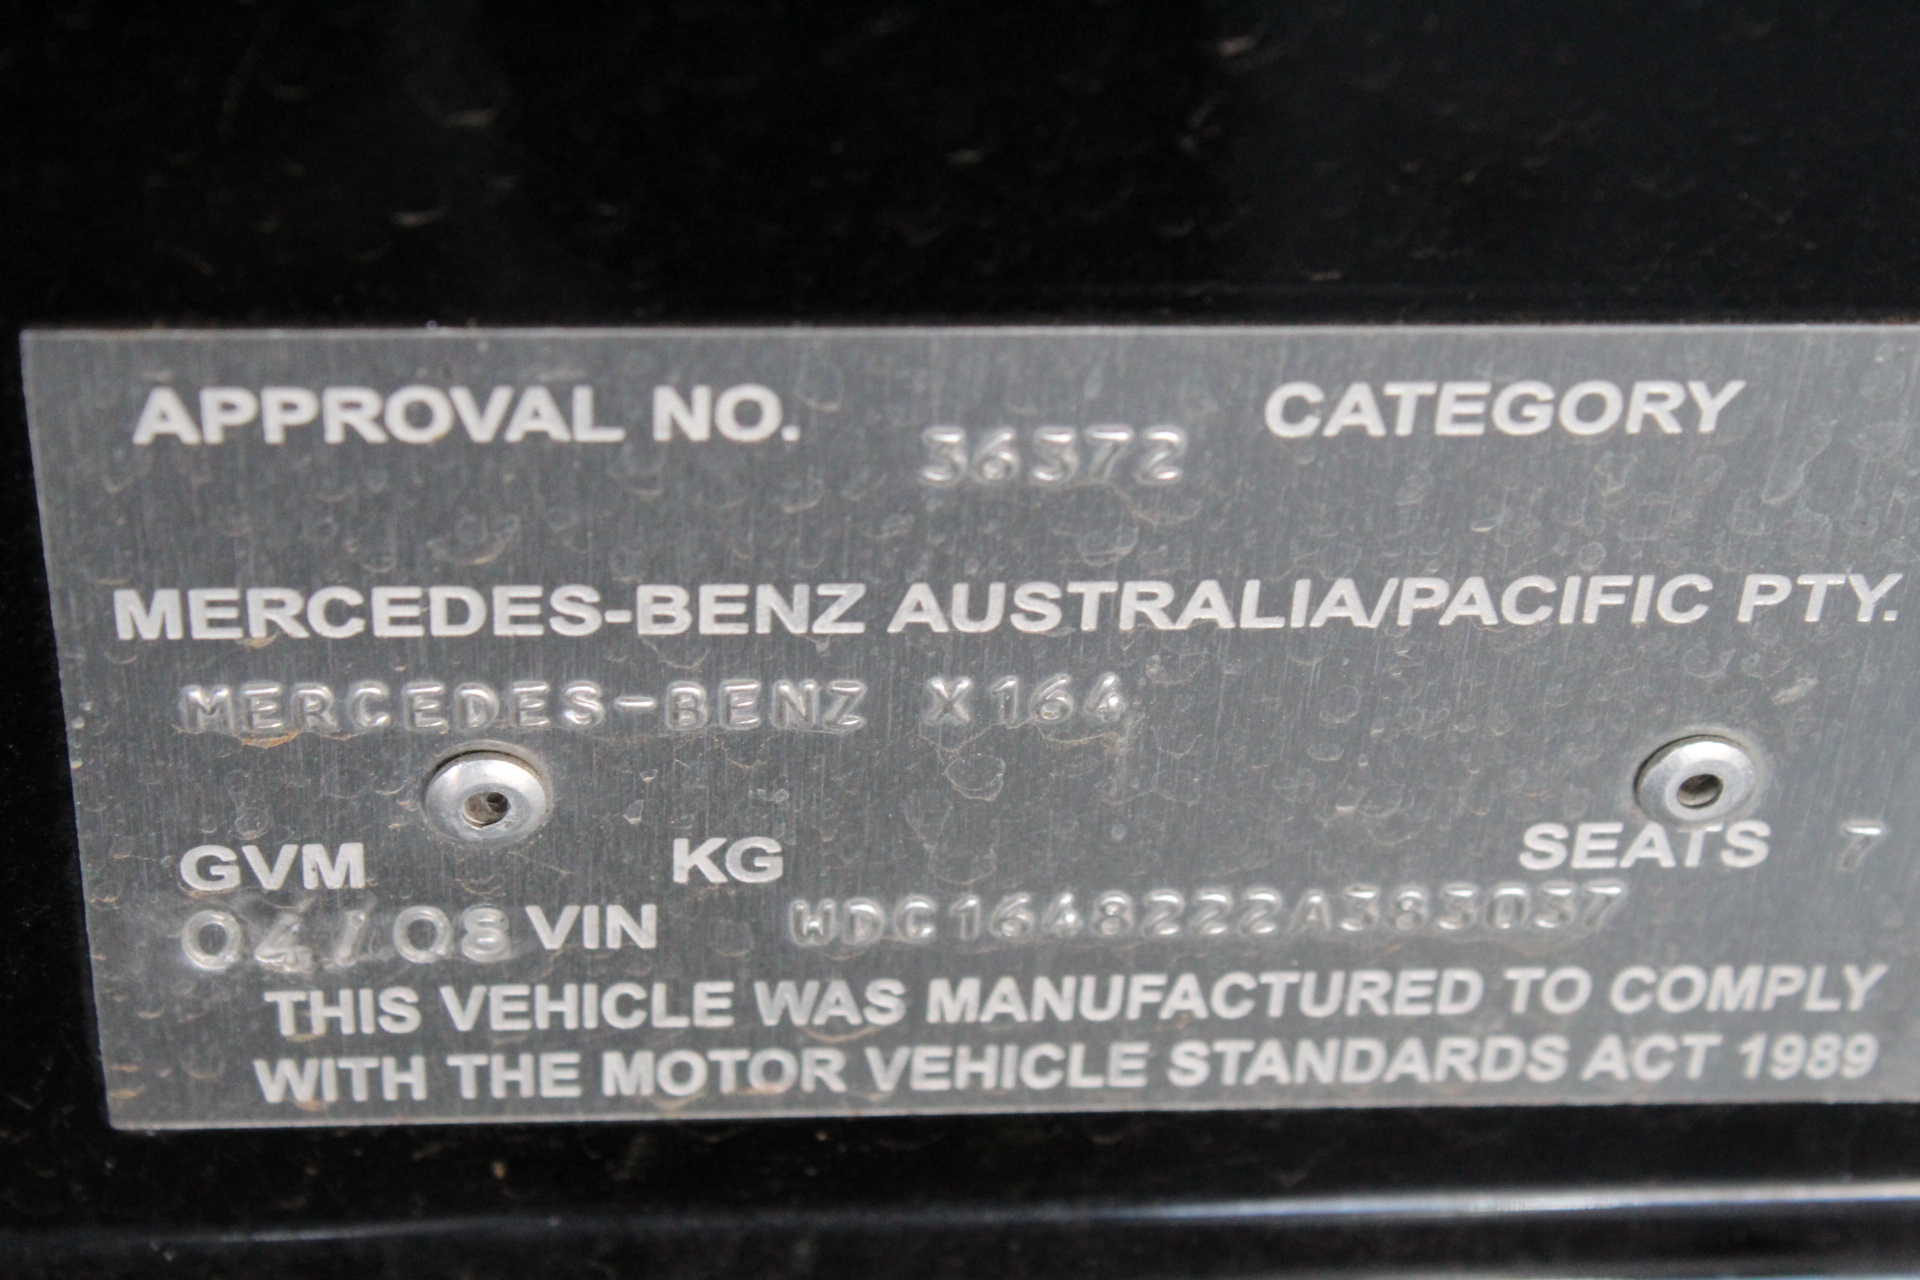 APPROVAL NO. 36372 CATEGORY
MERCEDES-BENZ AUSTRALIA/PACIFIC PTY.
MERCEDES-BENZ X164
GVM KG SEATS 7
04/08 VIN WDC1648222A383037
THIS VEHICLE WAS MANUFACTURED TO COMPLY
WITH THE MOTOR VEHICLE STANDARDS ACT 1989